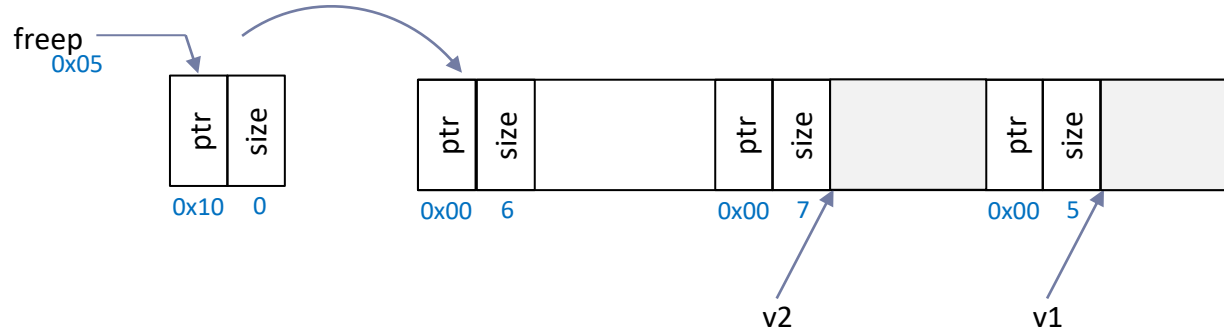 freep
0x05
ptr size ptr size ptr size ptr size
0x10 0 0x00 6 0x00 7 0x00 5
v2 v1